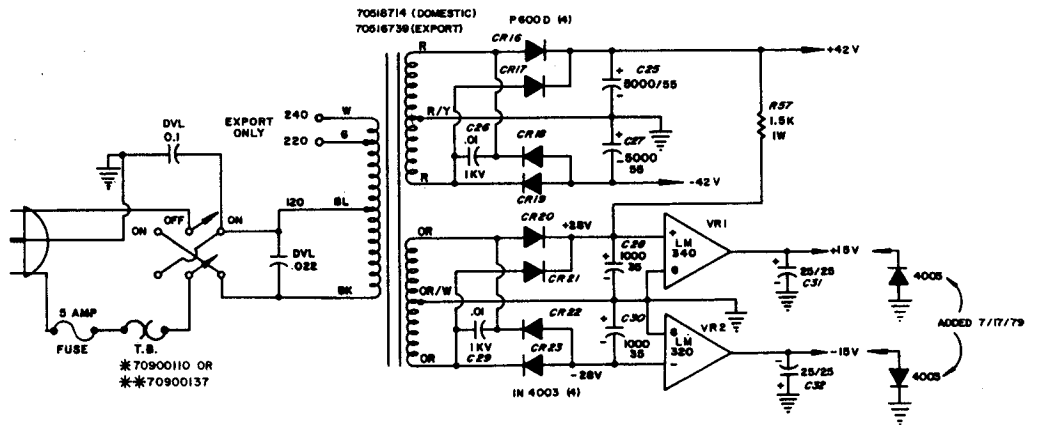 70518714 (DOMESTIC)
70516739 (EXPORT)
P600D (4)
R
CR16
CR17
+42V
+
C25
5000/55
-
R57
1.5K
1W
240
W
EXPORT
ONLY
220
G
R/Y
C26
.01
1KV
CR18
CR19
+
C27
5000
-
55
R
-42V
DVL
0.1
OFF
ON
ON
120
BL
DVL
.022
BK
5 AMP
FUSE
T.B.
*70900110 OR
**70900137
CR20
+28V
OR
CR21
+
C28
1000
-
35
+
VR1
LM
340
G
+15V
+
25/25
-
C31
4005
OR/W
.01
1KV
C29
CR22
CR23
+
C30
1000
-
35
G
VR2
LM
320
-
OR
-28V
IN 4003 (4)
-15V
-
25/25
+
C32
4005
ADDED 7/17/79